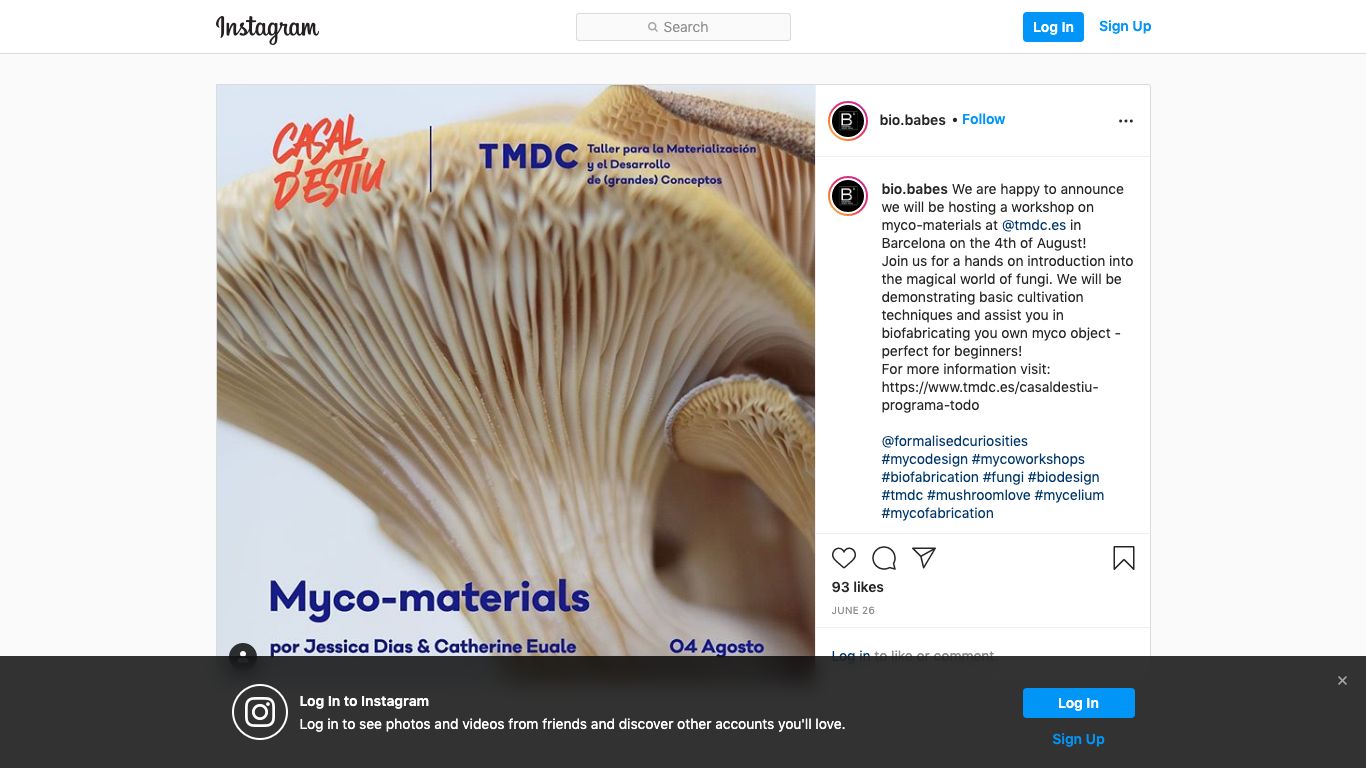 Instagram
Search
Log In
Sign Up
CASAL
D'ESTIU
TMDC
Taller para la Materialización
y el Desarrollo
de (grandes) Conceptos
Myco-materials
por Jessica Dias & Catherine Euale
04 Agosto
B
bio.babes • Follow
B
bio.babes We are happy to announce
we will be hosting a workshop on
myco-materials at @tmdc.es in
Barcelona on the 4th of August!
Join us for a hands on introduction into
the magical world of fungi. We will be
demonstrating basic cultivation
techniques and assist you in
biofabricating you own myco object -
perfect for beginners!
For more information visit:
https://www.tmdc.es/casaldestiu-
programa-todo
@formalisedcuriosities
#mycodesign #mycoworkshops
#biofabrication #fungi #biodesign
#tmdc #mushroomlove #mycelium
#mycofabrication
93 likes
JUNE 26
Log in to like or comment.
Log In to Instagram
Log in to see photos and videos from friends and discover other accounts you'll love.
Log In
Sign Up